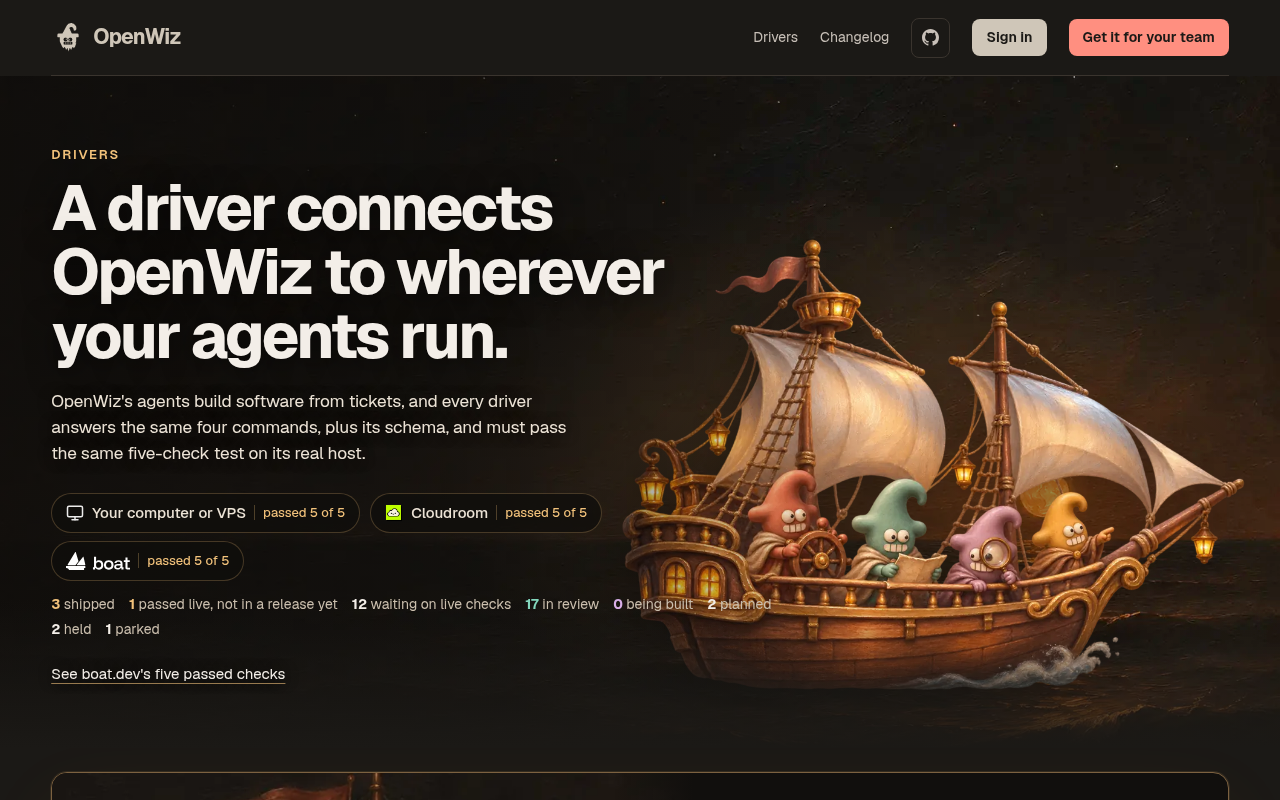 OpenWiz
Drivers
Changelog
Sign in
Get it for your team
DRIVERS
A driver connects
OpenWiz to wherever
your agents run.
OpenWiz's agents build software from tickets, and every driver
answers the same four commands, plus its schema, and must pass
the same five-check test on its real host.
Your computer or VPS passed 5 of 5
Cloudroom passed 5 of 5
boat passed 5 of 5
3 shipped 1 passed live, not in a release yet 12 waiting on live checks 17 in review 0 being built 2 planned
2 held 1 parked
See boat.dev's five passed checks